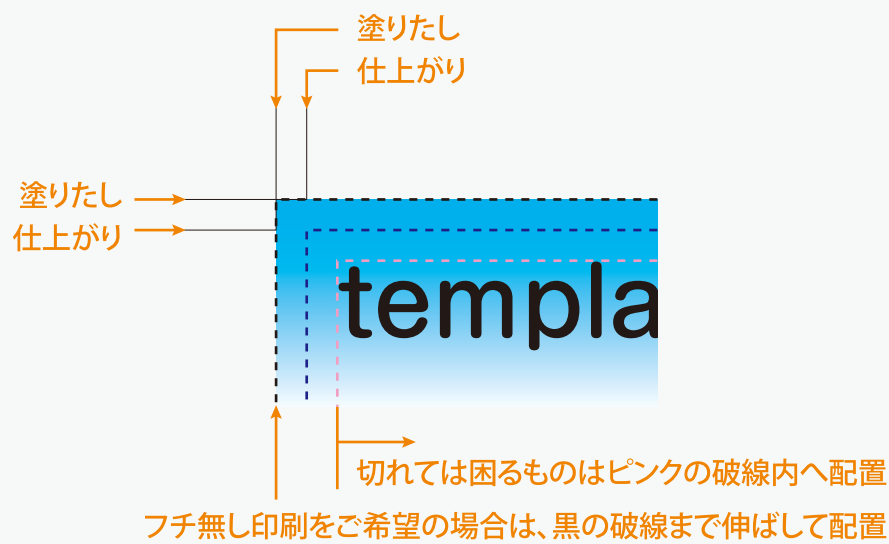 塗りたし
仕上がり
塗りたし
仕上がり
templa
切れては困るものはピンクの破線内へ配置
フチ無し印刷をご希望の場合は、黒の破線まで伸ばして配置